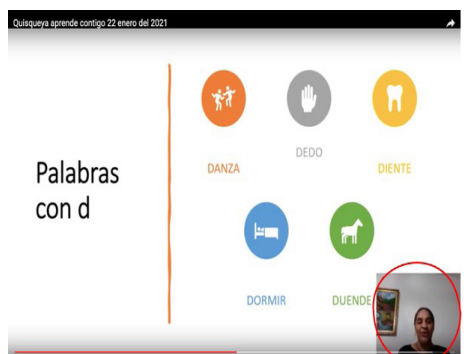 Quisqueya aprende contigo 22 enero del 2021
Palabras
con d
DANZA
DEDO
DIENTE
DORMIR
DUENDE